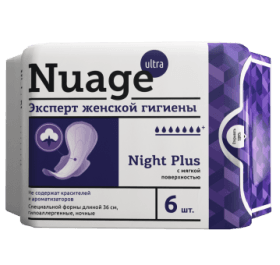 Nuage
ultra
Эксперт женской гигиены
Night Plus
с мягкой
поверхностью
Не содержат красителей
и ароматизаторов
Специальной формы длиной 36 см,
гипоаллергенные, ночные
6 шт.